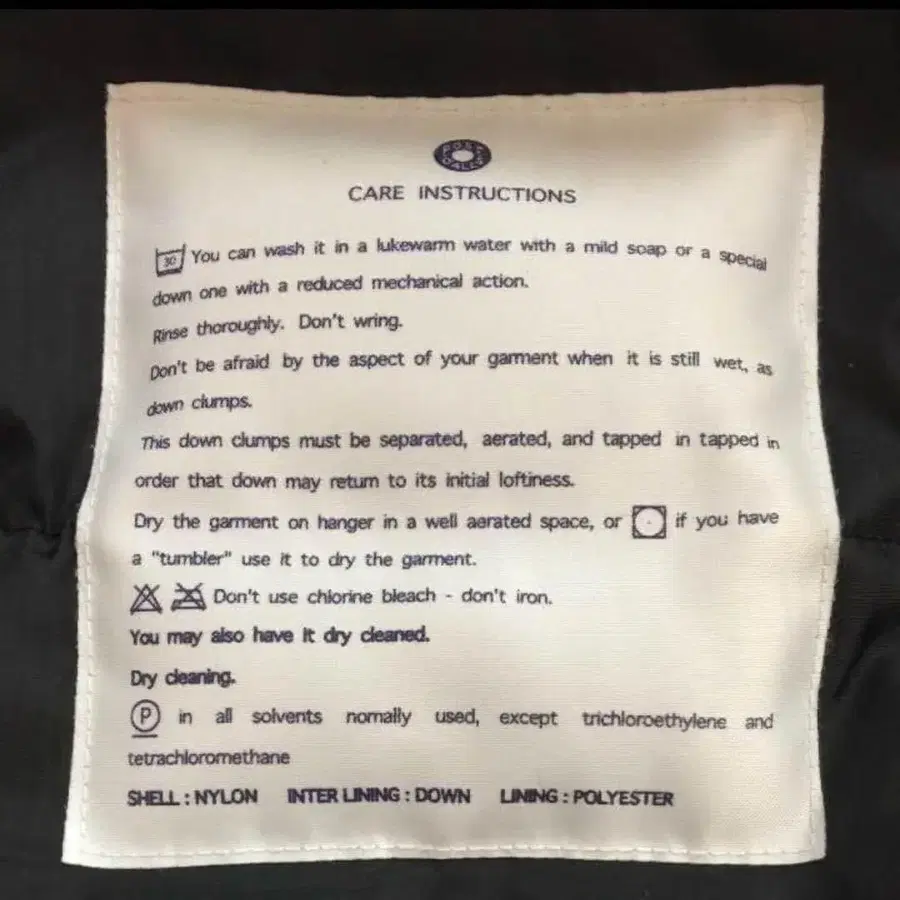 POST O'ALLS
CARE INSTRUCTIONS
30 You can wash it in a lukewarm water with a mild soap or a special
down one with a reduced mechanical action.
Rinse thoroughly. Don't wring.
Don't be afraid by the aspect of your garment when it is still wet, as
down clumps.
This down clumps must be separated, aerated, and tapped in tapped in
order that down may return to its initial loftiness.
Dry the garment on hanger in a well aerated space, or if you have
a "tumbler" use it to dry the garment.
Don't use chlorine bleach - don't iron.
You may also have it dry cleaned.
Dry cleaning.
P in all solvents normally used, except trichloroethylene and
tetrachloromethane
SHELL : NYLON INTER LINING : DOWN LINING : POLYESTER